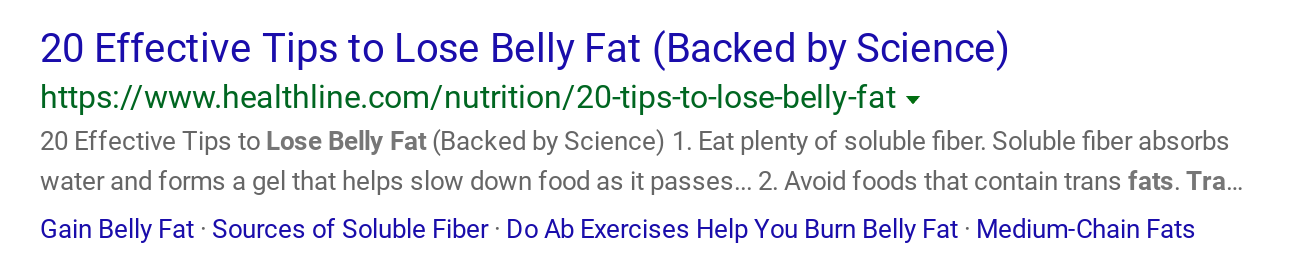 20 Effective Tips to Lose Belly Fat (Backed by Science)
https://www.healthline.com/nutrition/20-tips-to-lose-belly-fat
20 Effective Tips to Lose Belly Fat (Backed by Science) 1. Eat plenty of soluble fiber. Soluble fiber absorbs
water and forms a gel that helps slow down food as it passes... 2. Avoid foods that contain trans fats. Tra...
Gain Belly Fat · Sources of Soluble Fiber · Do Ab Exercises Help You Burn Belly Fat · Medium-Chain Fats